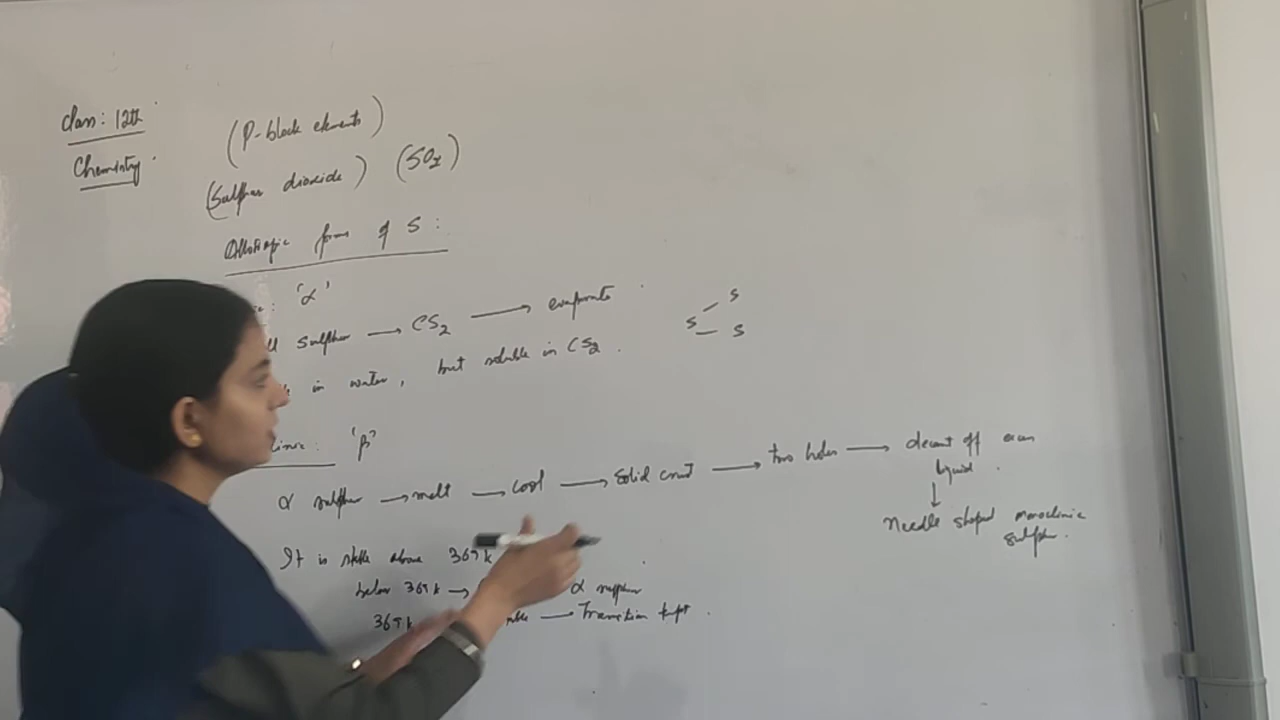 Class: 12th
Chemistry
(P-block elements)
(Sulphur dioxide) (SO2)
Allotropic forms of S:
'α'
sulphur → CS2 → evaporate
in water, but soluble in CS2.
S
S
S
'β'
α sulphur → melt → cool → solid crust → two holes → decant off
liquid
↓
Needle shaped monoclinic
sulphur.
It is stable above 369 K
below 369 K → α sulphur
369 K → Transition temp.